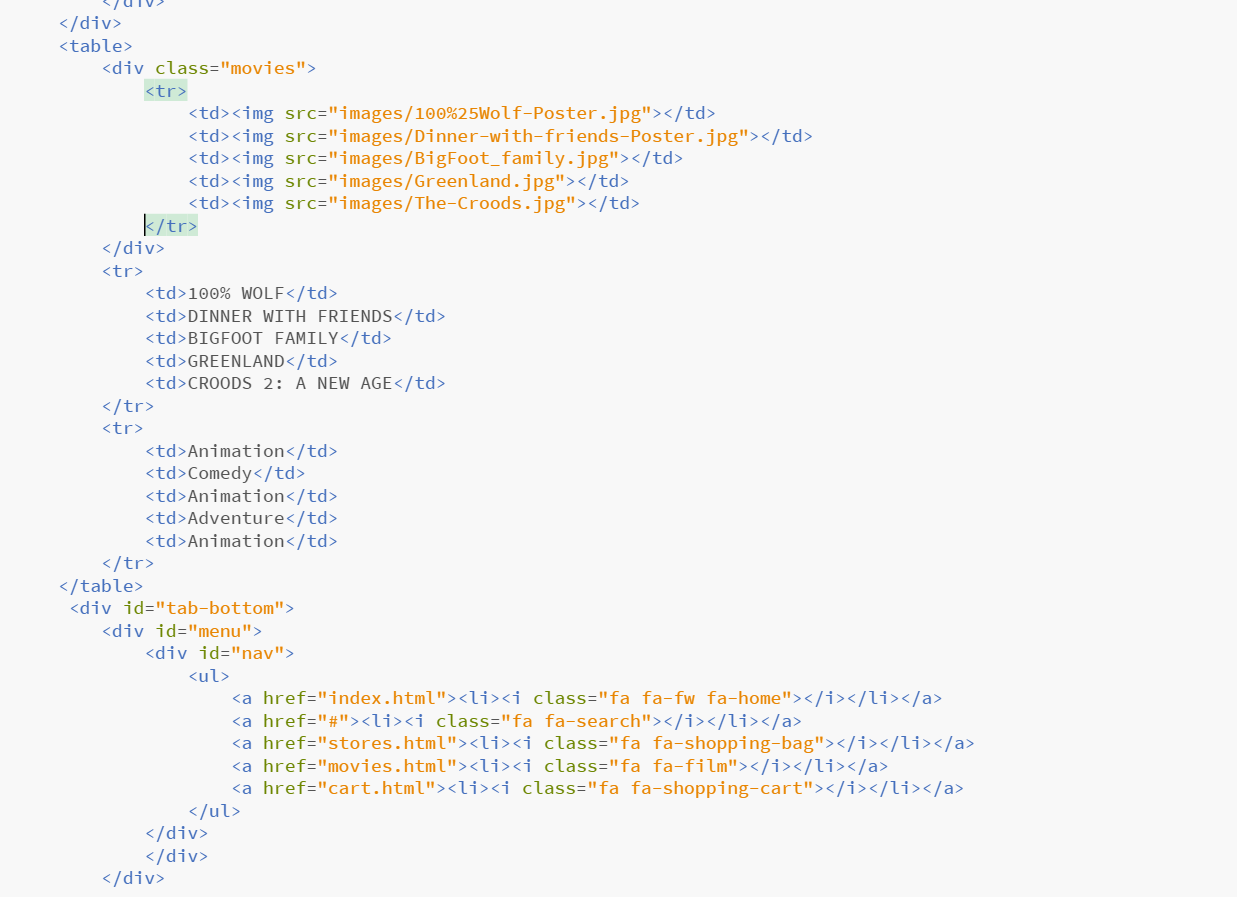 </div>
</div>
<table>
<div class="movies">
<tr>
<td><img src="images/100%25Wolf-Poster.jpg"></td>
<td><img src="images/Dinner-with-friends-Poster.jpg"></td>
<td><img src="images/BigFoot_family.jpg"></td>
<td><img src="images/Greenland.jpg"></td>
<td><img src="images/The-Croods.jpg"></td>
</tr>
</div>
<tr>
<td>100% WOLF</td>
<td>DINNER WITH FRIENDS</td>
<td>BIGFOOT FAMILY</td>
<td>GREENLAND</td>
<td>CROODS 2: A NEW AGE</td>
</tr>
<tr>
<td>Animation</td>
<td>Comedy</td>
<td>Animation</td>
<td>Adventure</td>
<td>Animation</td>
</tr>
</table>
<div id="tab-bottom">
<div id="menu">
<div id="nav">
<ul>
<a href="index.html"><li><i class="fa fa-fw fa-home"></i></li></a>
<a href="#"><li><i class="fa fa-search"></i></li></a>
<a href="stores.html"><li><i class="fa fa-shopping-bag"></i></li></a>
<a href="movies.html"><li><i class="fa fa-film"></i></li></a>
<a href="cart.html"><li><i class="fa fa-shopping-cart"></i></li></a>
</ul>
</div>
</div>
</div>